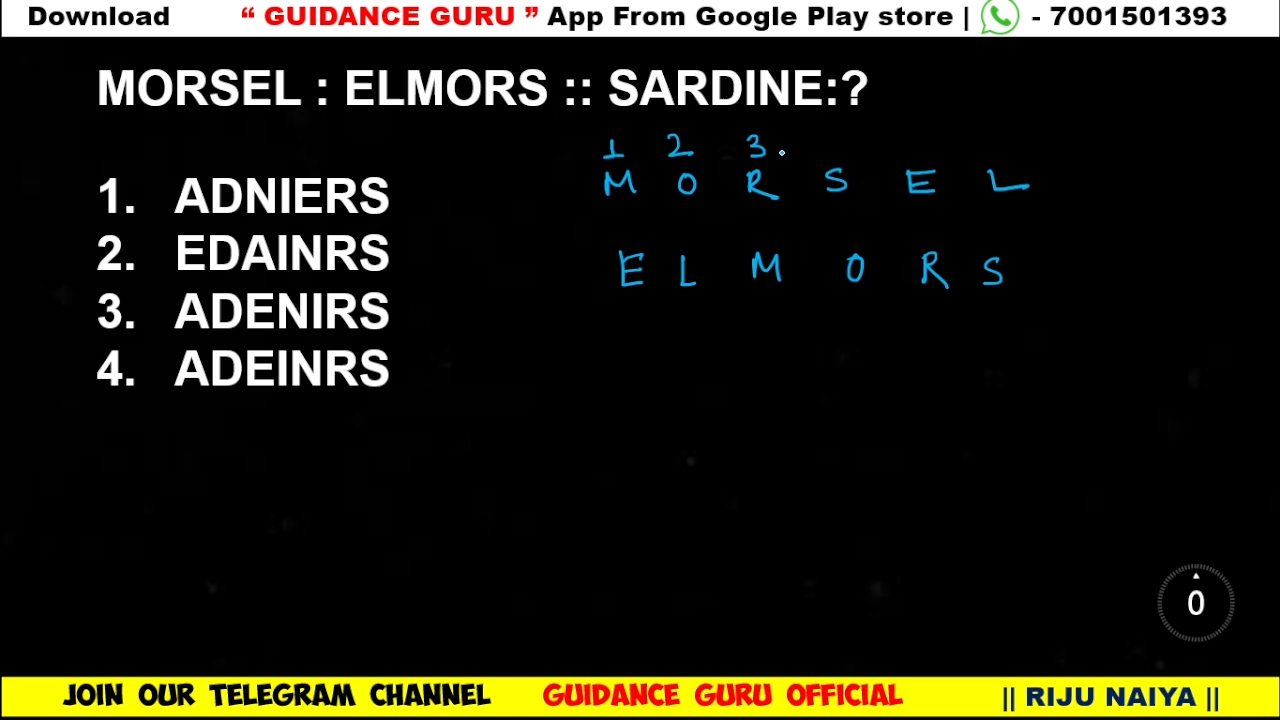 Download “ GUIDANCE GURU ” App From Google Play store | - 7001501393
MORSEL : ELMORS :: SARDINE:?
1 2 3.
M O R S E L
E L M O R S
1. ADNIERS
2. EDAINRS
3. ADENIRS
4. ADEINRS
0
JOIN OUR TELEGRAM CHANNEL GUIDANCE GURU OFFICIAL || RIJU NAIYA ||